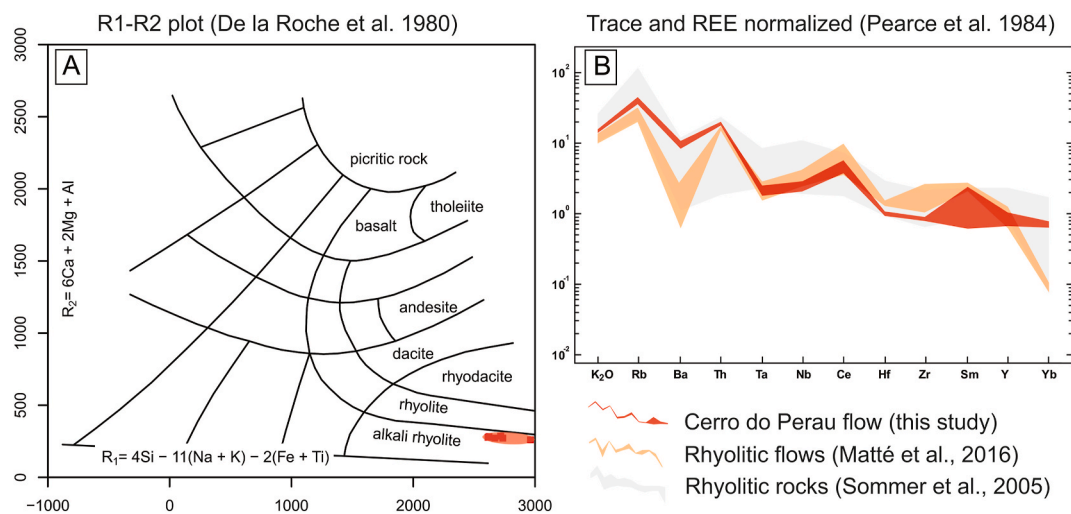 R1-R2 plot (De la Roche et al. 1980)
A
3000
2500
2000
1500
1000
500
0
R₂= 6Ca + 2Mg + Al
picritic rock
tholeiite
basalt
andesite
dacite
rhyodacite
rhyolite
alkali rhyolite
R₁= 4Si − 11(Na + K) − 2(Fe + Ti)
−1000 0 1000 2000 3000
Trace and REE normalized (Pearce et al. 1984)
B
10²
10¹
10⁰
10⁻¹
10⁻²
K₂O Rb Ba Th Ta Nb Ce Hf Zr Sm Y Yb
Cerro do Perau flow (this study)
Rhyolitic flows (Matté et al., 2016)
Rhyolitic rocks (Sommer et al., 2005)